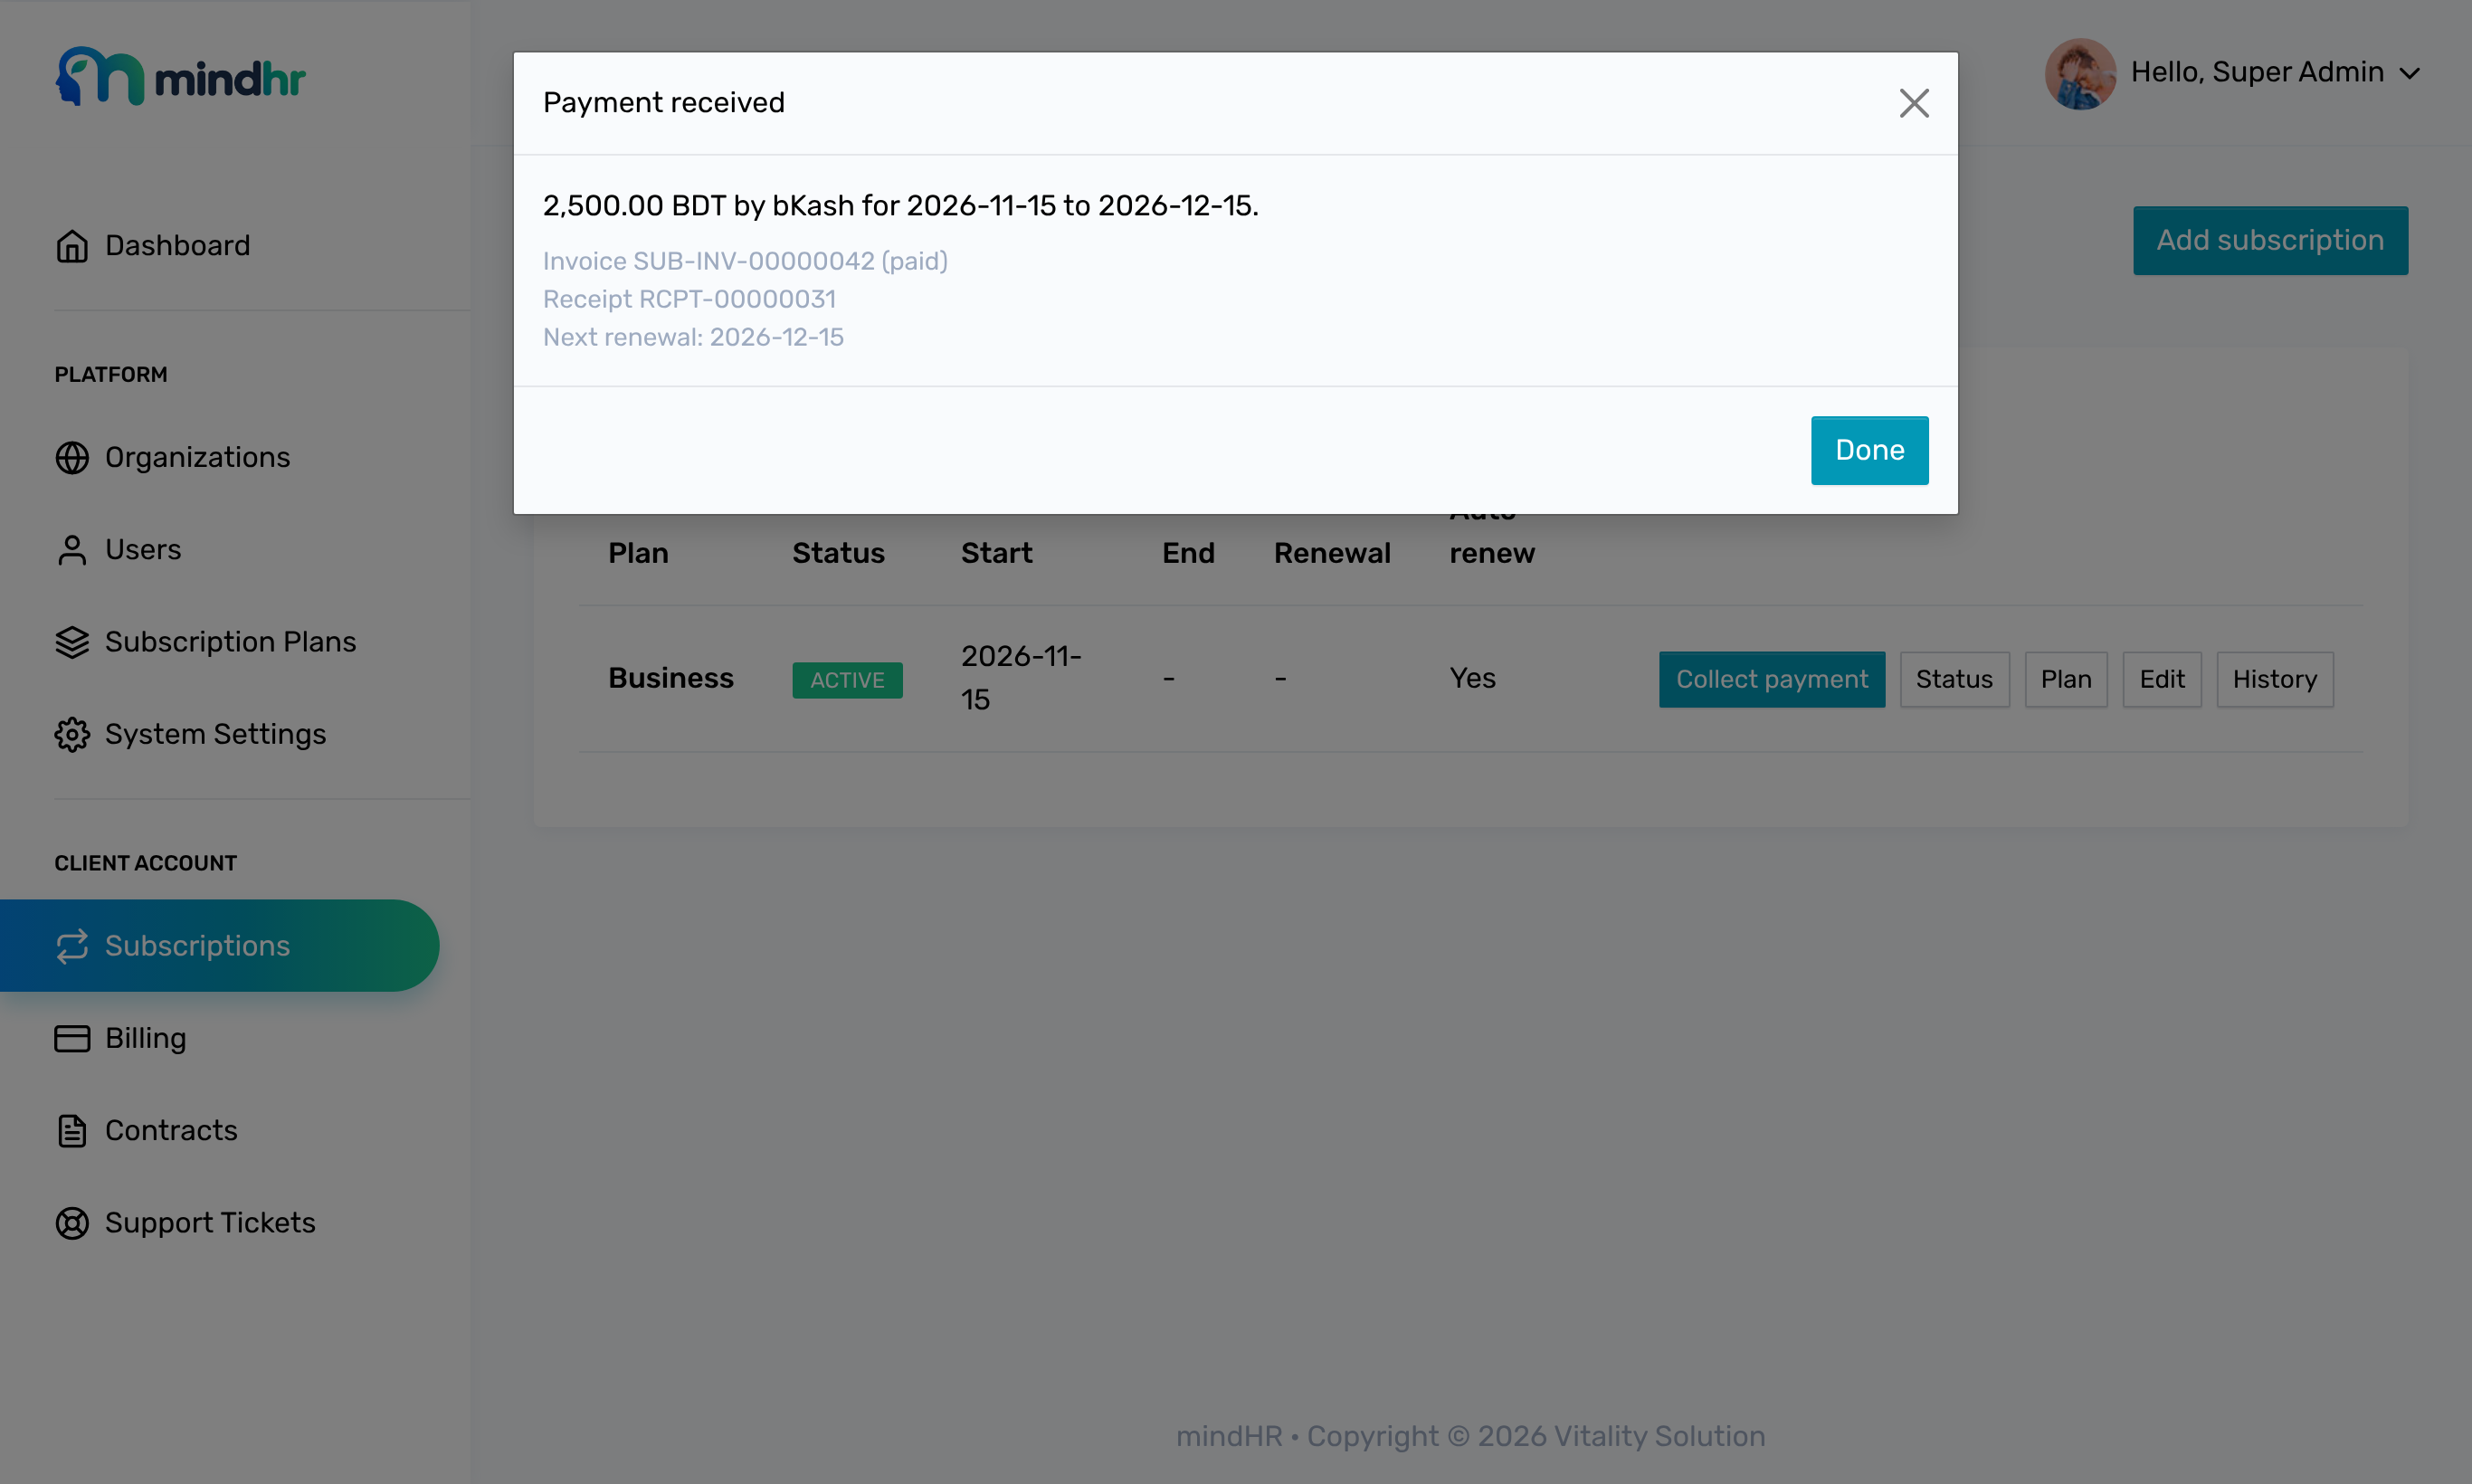 mindhr
Hello, Super Admin
Payment received
2,500.00 BDT by bKash for 2026-11-15 to 2026-12-15.
Invoice SUB-INV-00000042 (paid)
Receipt RCPT-00000031
Next renewal: 2026-12-15
Done
Add subscription
Dashboard
PLATFORM
Organizations
Users
Subscription Plans
System Settings
CLIENT ACCOUNT
Subscriptions
Billing
Contracts
Support Tickets
Plan Status Start End Renewal Auto
renew
Business ACTIVE 2026-11-
15 - - Yes Collect payment Status Plan Edit History
mindHR • Copyright © 2026 Vitality Solution